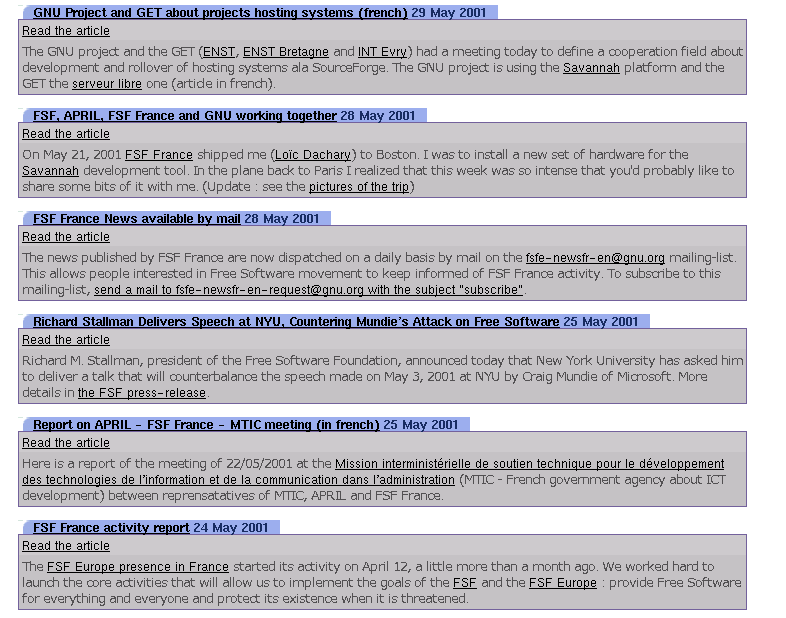 GNU Project and GET about projects hosting systems (french) 29 May 2001
Read the article
The GNU project and the GET (ENST, ENST Bretagne and INT Evry) had a meeting today to define a cooperation field about
development and rollover of hosting systems ala SourceForge. The GNU project is using the Savannah platform and the
GET the serveur libre one (article in french).
FSF, APRIL, FSF France and GNU working together 28 May 2001
Read the article
On May 21, 2001 FSF France shipped me (Loïc Dachary) to Boston. I was to install a new set of hardware for the
Savannah development tool. In the plane back to Paris I realized that this week was so intense that you'd probably like to
share some bits of it with me. (Update : see the pictures of the trip)
FSF France News available by mail 28 May 2001
Read the article
The news published by FSF France are now dispatched on a daily basis by mail on the fsfe-newsfr-en@gnu.org mailing-list.
This allows people interested in Free Software movement to keep informed of FSF France activity. To subscribe to this
mailing-list, send a mail to fsfe-newsfr-en-request@gnu.org with the subject "subscribe".
Richard Stallman Delivers Speech at NYU, Countering Mundie's Attack on Free Software 25 May 2001
Read the article
Richard M. Stallman, president of the Free Software Foundation, announced today that New York University has asked him
to deliver a talk that will counterbalance the speech made on May 3, 2001 at NYU by Craig Mundie of Microsoft. More
details in the FSF press-release.
Report on APRIL - FSF France - MTIC meeting (in french) 25 May 2001
Read the article
Here is a report of the meeting of 22/05/2001 at the Mission interministérielle de soutien technique pour le développement
des technologies de l'information et de la communication dans l'administration (MTIC - French government agency about ICT
development) between reprensatatives of MTIC, APRIL and FSF France.
FSF France activity report 24 May 2001
Read the article
The FSF Europe presence in France started its activity on April 12, a little more than a month ago. We worked hard to
launch the core activities that will allow us to implement the goals of the FSF and the FSF Europe : provide Free Software
for everything and everyone and protect its existence when it is threatened.